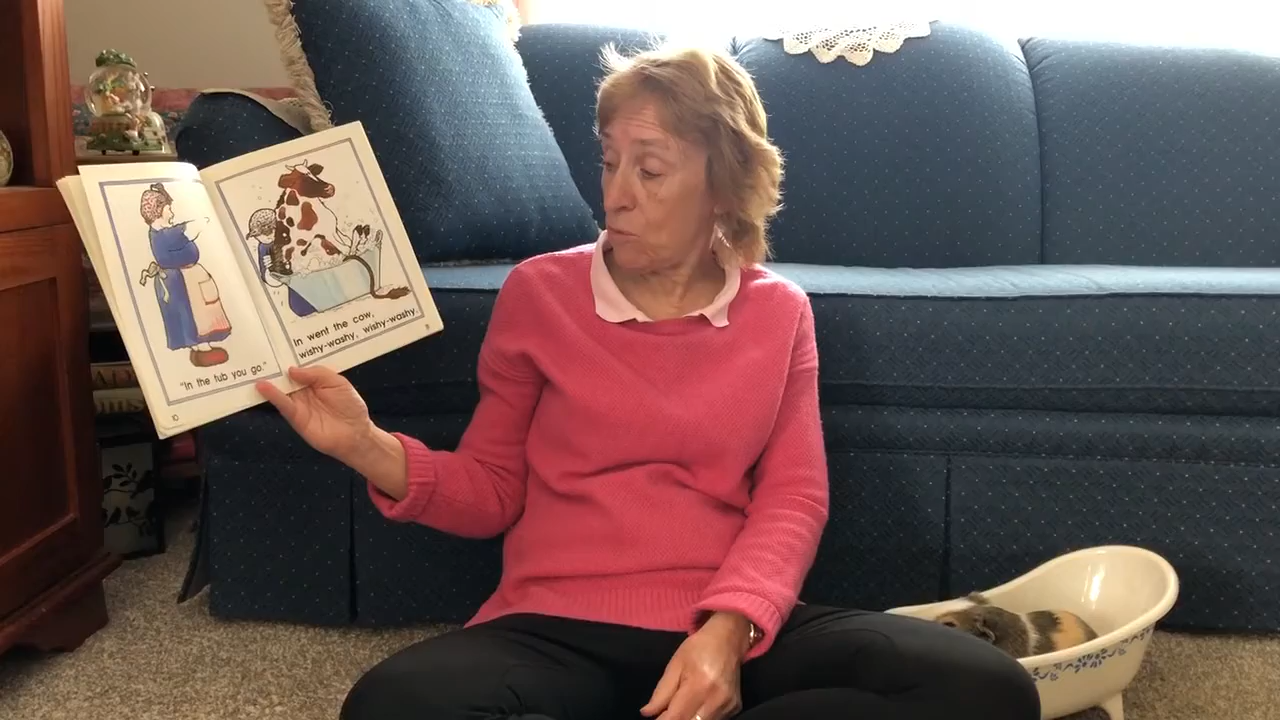 "In the tub you go."
10
In went the cow,
wishy-washy, wishy-washy.